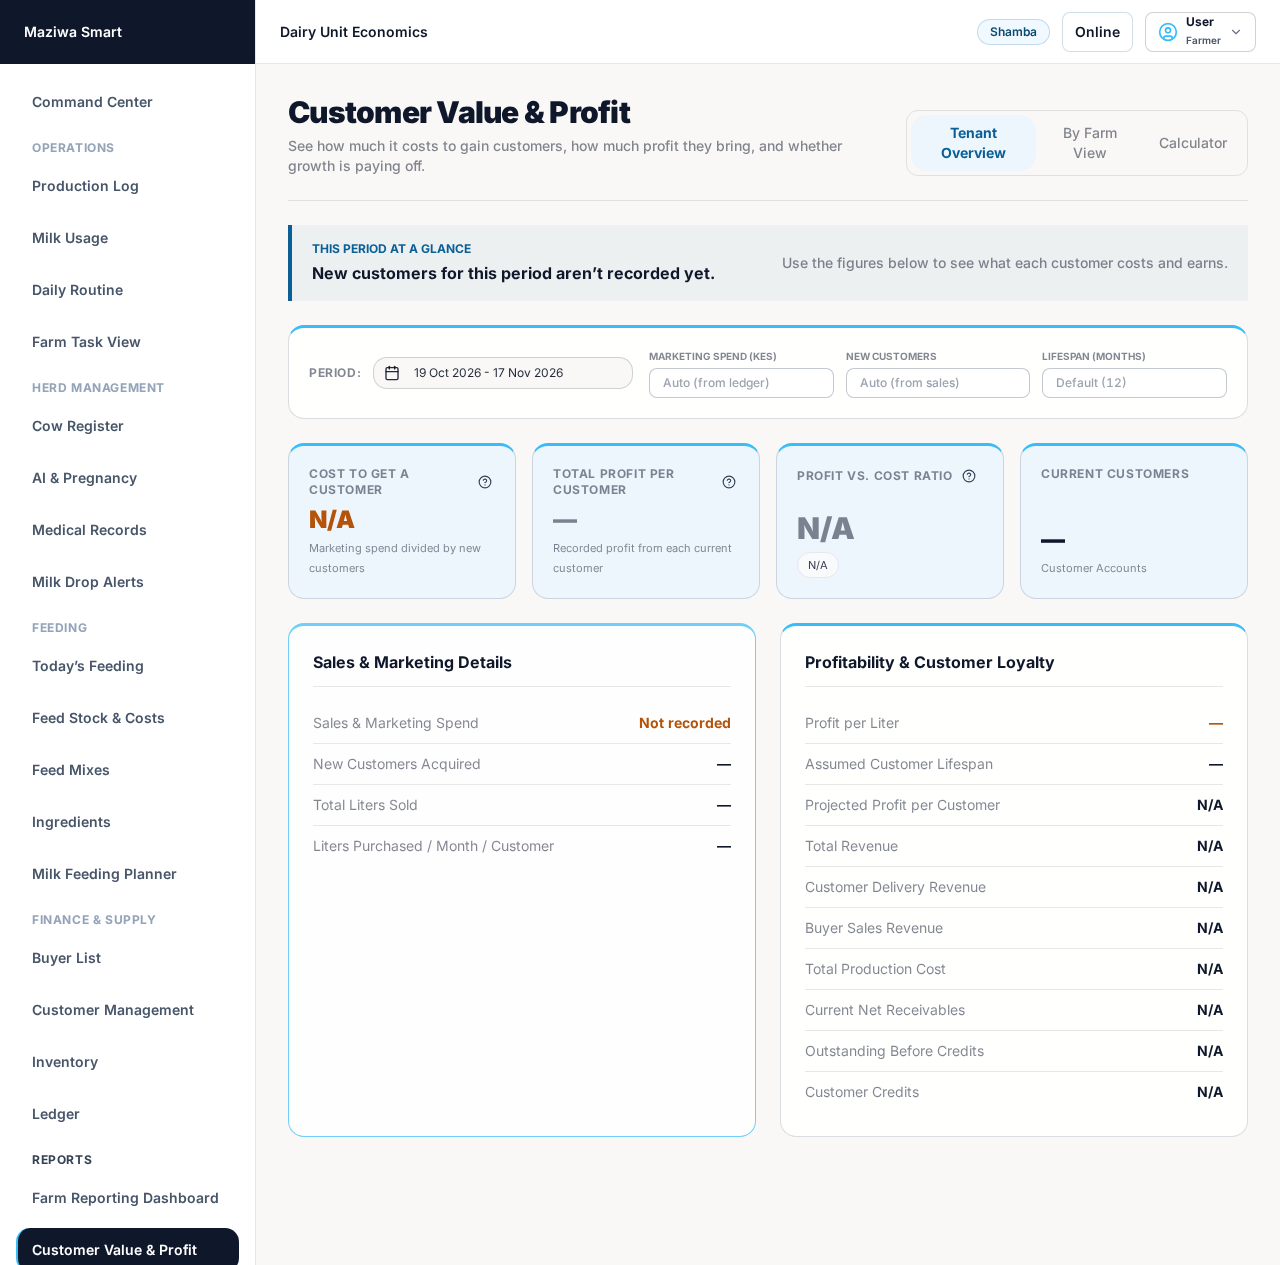 Maziwa Smart
Dairy Unit Economics
Shamba
Online
User
Farmer
Command Center
OPERATIONS
Production Log
Milk Usage
Daily Routine
Farm Task View
HERD MANAGEMENT
Cow Register
AI & Pregnancy
Medical Records
Milk Drop Alerts
FEEDING
Today’s Feeding
Feed Stock & Costs
Feed Mixes
Ingredients
Milk Feeding Planner
FINANCE & SUPPLY
Buyer List
Customer Management
Inventory
Ledger
REPORTS
Farm Reporting Dashboard
Customer Value & Profit
Customer Value & Profit
See how much it costs to gain customers, how much profit they bring, and whether
growth is paying off.
Tenant
Overview
By Farm
View
Calculator
THIS PERIOD AT A GLANCE
New customers for this period aren’t recorded yet.
Use the figures below to see what each customer costs and earns.
PERIOD:
19 Oct 2026 - 17 Nov 2026
MARKETING SPEND (KES)
Auto (from ledger)
NEW CUSTOMERS
Auto (from sales)
LIFESPAN (MONTHS)
Default (12)
COST TO GET A
CUSTOMER
N/A
Marketing spend divided by new
customers
TOTAL PROFIT PER
CUSTOMER
—
Recorded profit from each current
customer
PROFIT VS. COST RATIO
N/A
N/A
CURRENT CUSTOMERS
—
Customer Accounts
Sales & Marketing Details
Sales & Marketing Spend Not recorded
New Customers Acquired —
Total Liters Sold —
Liters Purchased / Month / Customer —
Profitability & Customer Loyalty
Profit per Liter —
Assumed Customer Lifespan —
Projected Profit per Customer N/A
Total Revenue N/A
Customer Delivery Revenue N/A
Buyer Sales Revenue N/A
Total Production Cost N/A
Current Net Receivables N/A
Outstanding Before Credits N/A
Customer Credits N/A